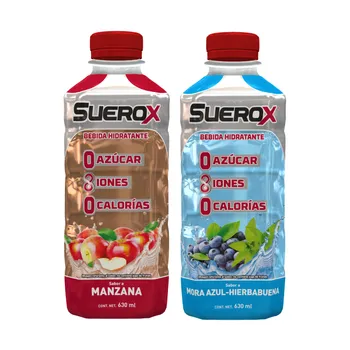 SUEROX
BEBIDA HIDRATANTE
0 AZÚCAR
8 IONES
0 CALORÍAS
Sabor a
MANZANA
CONT. NET. 630 ml
SUEROX
BEBIDA HIDRATANTE
0 AZÚCAR
8 IONES
0 CALORÍAS
Sabor a
MORA AZUL-HIERBABUENA
CONT. NET. 630 ml